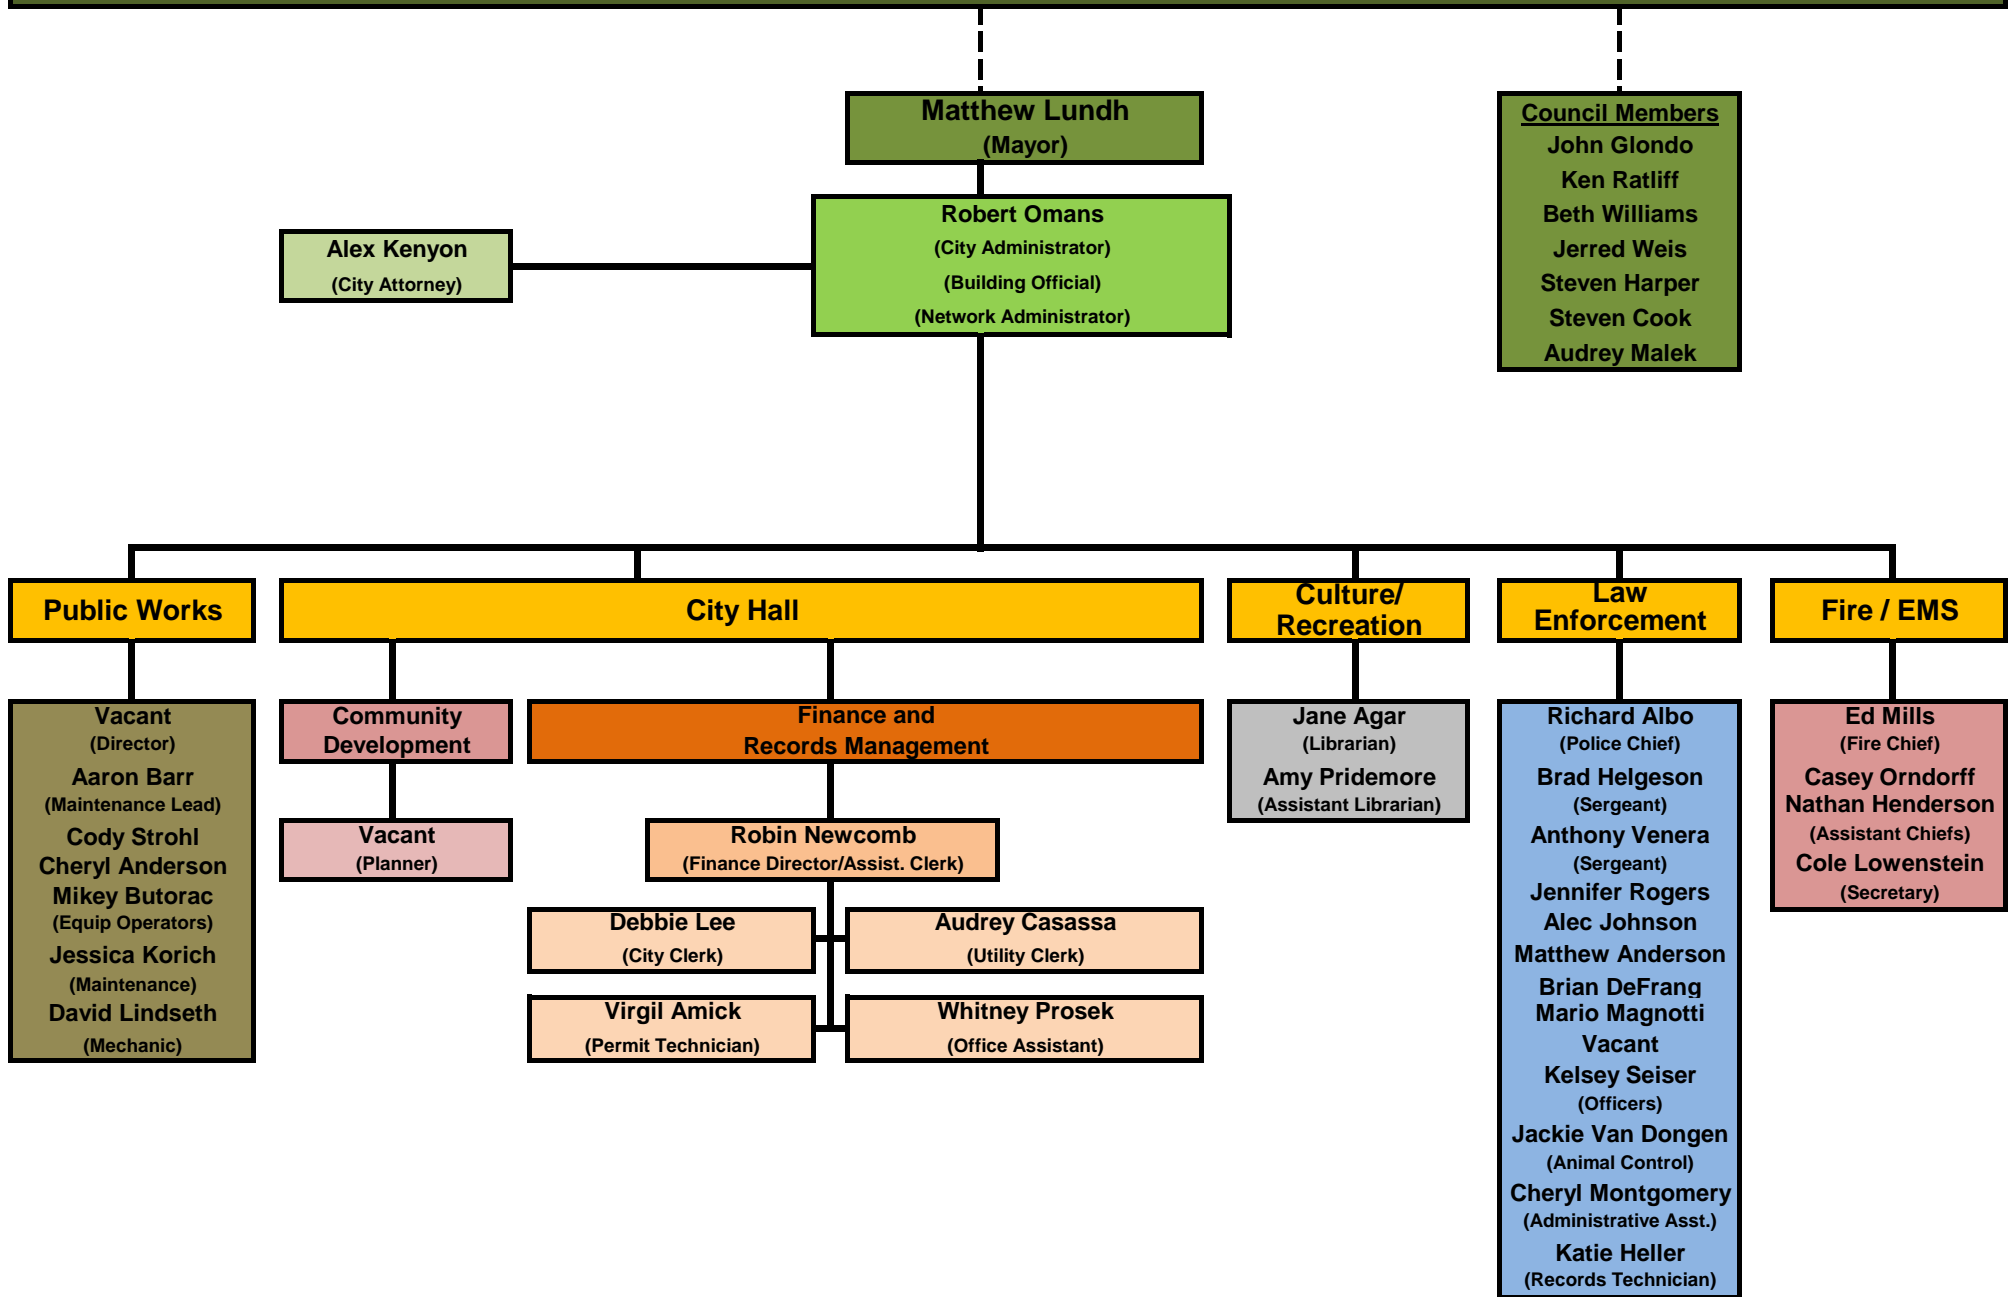 Matthew Lundh
(Mayor)
Council Members
John Glondo
Ken Ratliff
Beth Williams
Jerred Weis
Steven Harper
Steven Cook
Audrey Malek
Robert Omans
(City Administrator)
(Building Official)
(Network Administrator)
Alex Kenyon
(City Attorney)
Public Works
City Hall
Culture/
Recreation
Law
Enforcement
Fire / EMS
Vacant
(Director)
Aaron Barr
(Maintenance Lead)
Cody Strohl
Cheryl Anderson
Mikey Butorac
(Equip Operators)
Jessica Korich
(Maintenance)
David Lindseth
(Mechanic)
Community
Development
Vacant
(Planner)
Finance and
Records Management
Robin Newcomb
(Finance Director/Assist. Clerk)
Debbie Lee
(City Clerk)
Audrey Casassa
(Utility Clerk)
Virgil Amick
(Permit Technician)
Whitney Prosek
(Office Assistant)
Jane Agar
(Librarian)
Amy Pridemore
(Assistant Librarian)
Richard Albo
(Police Chief)
Brad Helgeson
(Sergeant)
Anthony Venera
(Sergeant)
Jennifer Rogers
Alec Johnson
Matthew Anderson
Brian DeFrang
Mario Magnotti
Vacant
Kelsey Seiser
(Officers)
Jackie Van Dongen
(Animal Control)
Cheryl Montgomery
(Administrative Asst.)
Katie Heller
(Records Technician)
Ed Mills
(Fire Chief)
Casey Orndorff
Nathan Henderson
(Assistant Chiefs)
Cole Lowenstein
(Secretary)